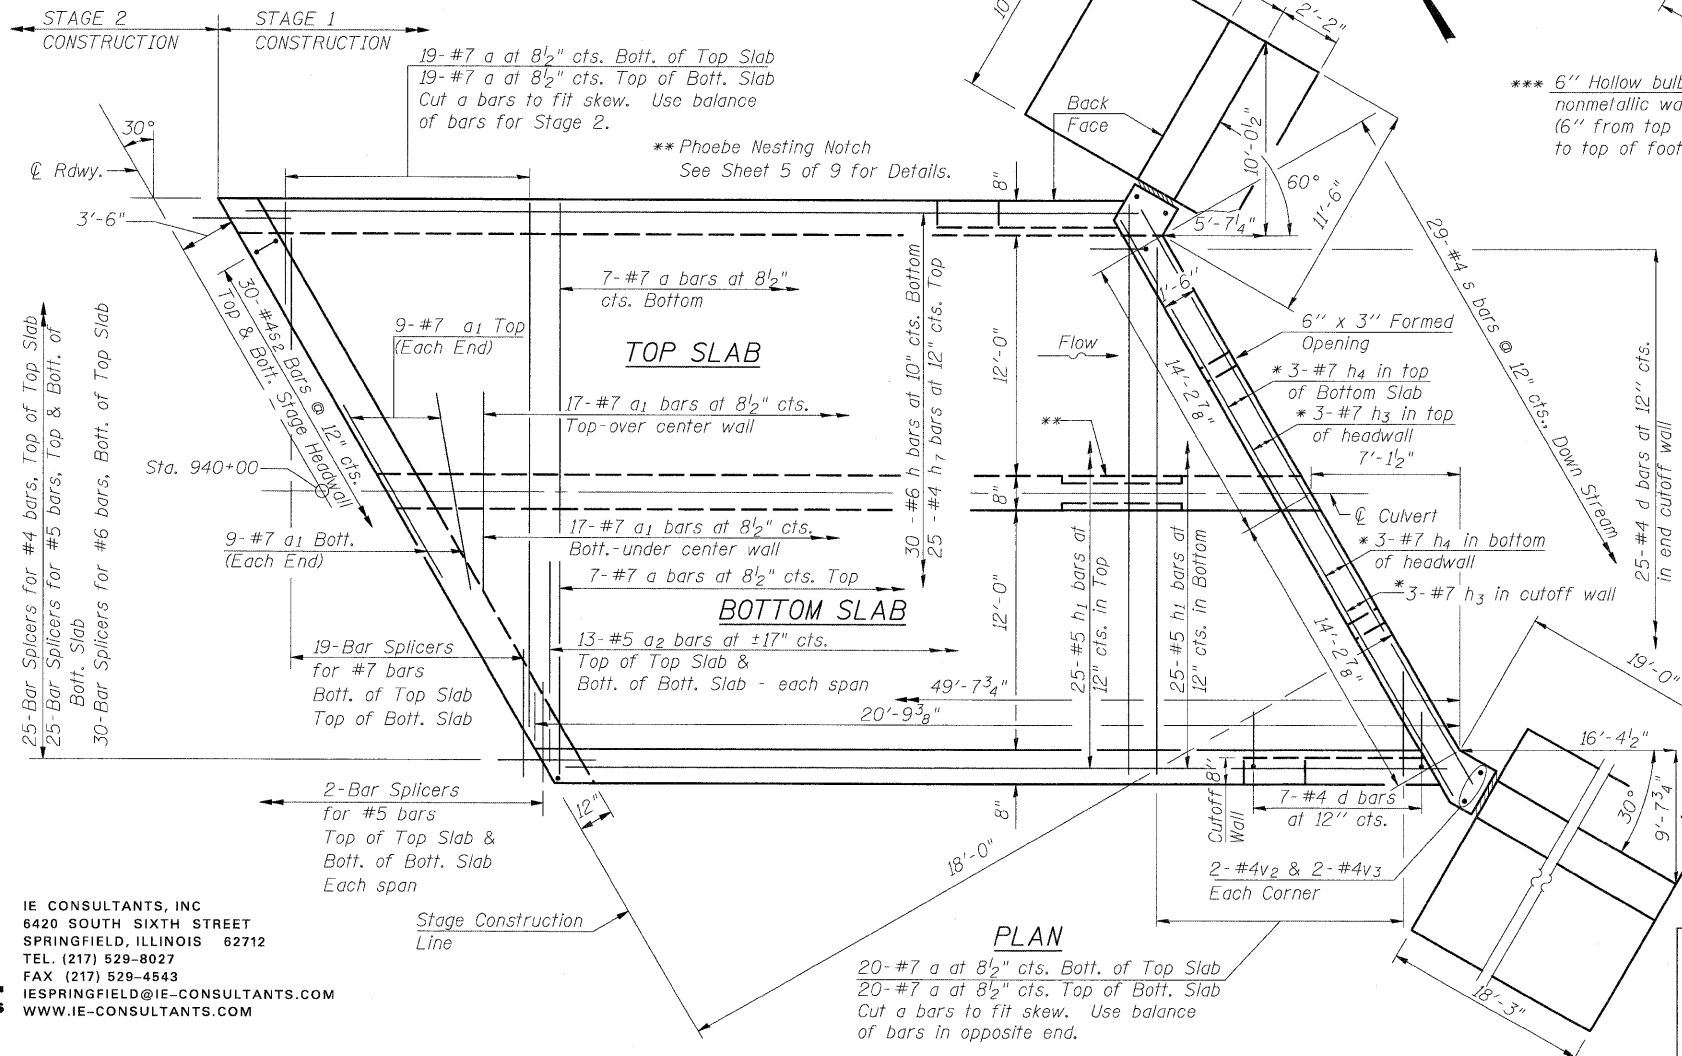 STAGE 2
CONSTRUCTION
STAGE 1
CONSTRUCTION
19-#7 a at 8½" cts. Bott. of Top Slab
19-#7 a at 8½" cts. Top of Bott. Slab
Cut a bars to fit skew. Use balance
of bars for Stage 2.
** Phoebe Nesting Notch
See Sheet 5 of 9 for Details.
Back
Face
2'-2"
10'-0½"
60°
11'-6"
5'-7¼"
*** 6" Hollow bulb
nonmetallic wa
(6" from top
to top of foot
30°
℄ Rdwy.
3'-6"
8"
30-#4s2 Bars @ 12" cts.
Top & Bott. Stage Headwall
7-#7 a bars at 8½"
cts. Bottom
9-#7 a1 Top
(Each End)
TOP SLAB
30-#6 h bars at 10" cts. Bottom
25-#4 h7 bars at 12" cts. Top
12'-0"
Flow
1'-6"
14'-2⅞"
6" x 3" Formed
Opening
* 3-#7 h4 in top
of Bottom Slab
* 3-#7 h3 in top
of headwall
7'-1½"
29-#4 s bars @ 12" cts., Down Stream
25-#4 d bars at 12" cts.
in end cutoff wall
17-#7 a1 bars at 8½" cts.
Top-over center wall
**
Sta. 940+00
8"
℄ Culvert
17-#7 a1 bars at 8½" cts.
Bott.-under center wall
9-#7 a1 Bott.
(Each End)
* 3-#7 h4 in bottom
of headwall
7-#7 a bars at 8½" cts. Top
* 3-#7 h3 in cutoff wall
BOTTOM SLAB
12'-0"
25-#5 h1 bars at
12" cts. in Top
25-#5 h1 bars at
12" cts. in Bottom
14'-2⅞"
25-Bar Splicers for #4 bars, Top of Top Slab
25-Bar Splicers for #5 bars, Top & Bott. of
Bott. Slab
30-Bar Splicers for #6 bars, Bott. of Top Slab
19-Bar Splicers
for #7 bars
Bott. of Top Slab
Top of Bott. Slab
13-#5 a2 bars at ±17" cts.
Top of Top Slab &
Bott. of Bott. Slab - each span
49'-7¾"
20'-9⅜"
19'-0"
16'-4½"
30°
9'-7¾"
2-Bar Splicers
for #5 bars
Top of Top Slab &
Bott. of Bott. Slab
Each span
12"
8"
Cutoff 8"
Wall
7-#4 d bars
at 12" cts.
18'-0"
2-#4v2 & 2-#4v3
Each Corner
Stage Construction
Line
18'-3"
PLAN
20-#7 a at 8½" cts. Bott. of Top Slab
20-#7 a at 8½" cts. Top of Bott. Slab
Cut a bars to fit skew. Use balance
of bars in opposite end.
IE CONSULTANTS, INC
6420 SOUTH SIXTH STREET
SPRINGFIELD, ILLINOIS 62712
TEL. (217) 529-8027
FAX (217) 529-4543
IESPRINGFIELD@IE-CONSULTANTS.COM
WWW.IE-CONSULTANTS.COM